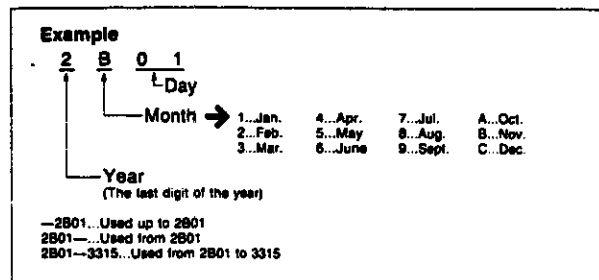 Example
2 B 0 1
Day
Month → 1...Jan. 4...Apr. 7...Jul. A...Oct.
2...Feb. 5...May 8...Aug. B...Nov.
3...Mar. 6...June 9...Sept. C...Dec.
Year
(The last digit of the year)
—2B01...Used up to 2B01
2B01—...Used from 2B01
2B01→3315...Used from 2B01 to 3315